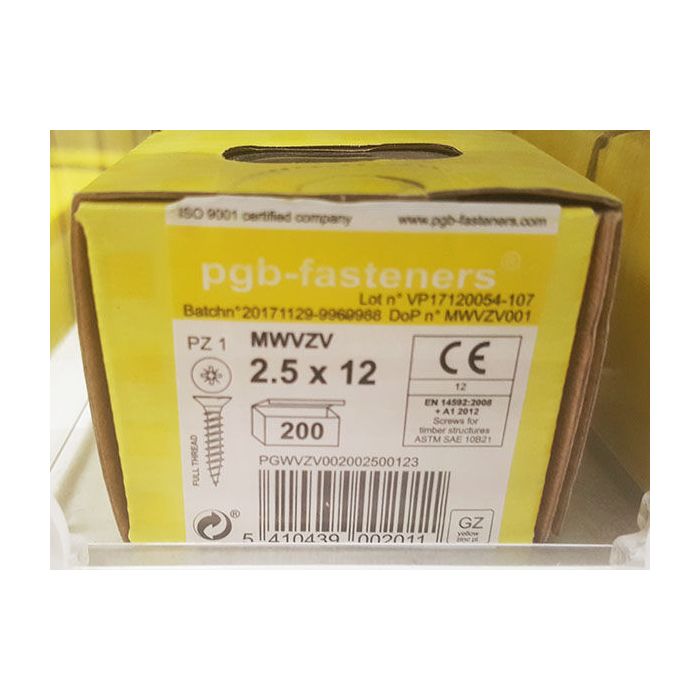 ISO 9001 certified company www.pgb-fasteners.com
pgb-fasteners®
Lot n° VP17120054-107
Batchn°20171129-9969988 DoP n° MWVZV001
PZ 1
MWVZV
2.5 x 12
200
FULL THREAD
CE
12
EN 14592:2008
+ A1 2012
Screws for
timber structures
ASTM SAE 10B21
PGWVZV002002500123
5 410439 002011
GZ
yellow
zinc pl